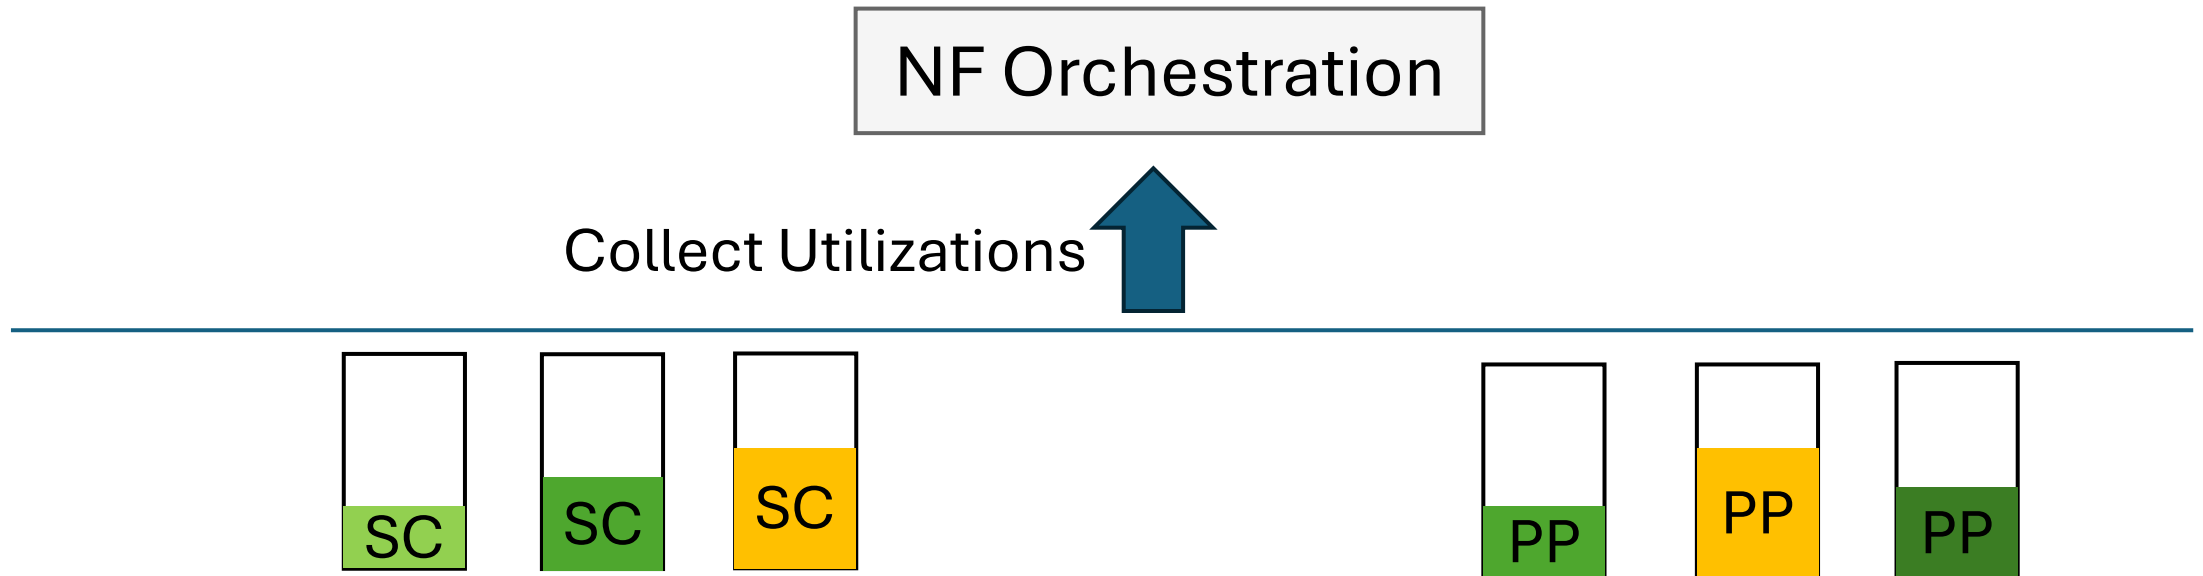 NF Orchestration
Collect Utilizations
SC
SC
SC
PP
PP
PP